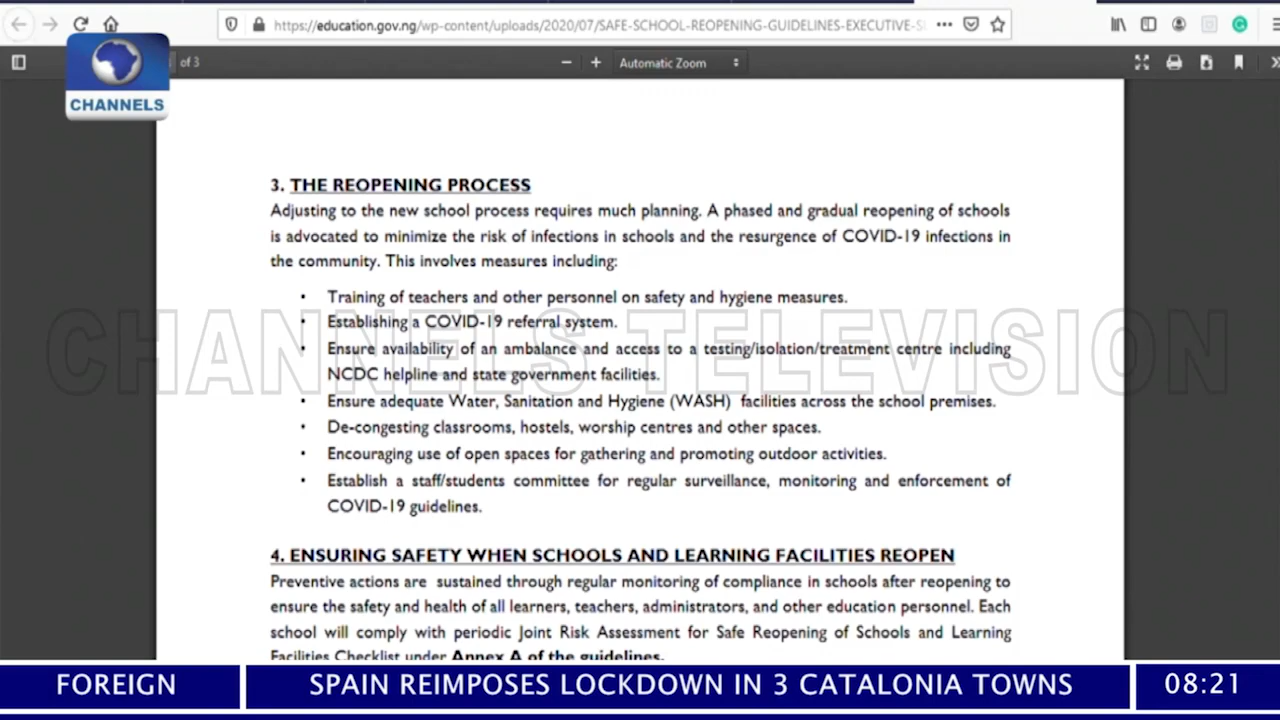 https://education.gov.ng/wp-content/uploads/2020/07/SAFE-SCHOOL-REOPENING-GUIDELINES-EXECUTIVE-S
of 3
Automatic Zoom
CHANNELS
3. THE REOPENING PROCESS
Adjusting to the new school process requires much planning. A phased and gradual reopening of schools
is advocated to minimize the risk of infections in schools and the resurgence of COVID-19 infections in
the community. This involves measures including:
• Training of teachers and other personnel on safety and hygiene measures.
• Establishing a COVID-19 referral system.
• Ensure availability of an ambalance and access to a testing/isolation/treatment centre including
NCDC helpline and state government facilities.
• Ensure adequate Water, Sanitation and Hygiene (WASH) facilities across the school premises.
• De-congesting classrooms, hostels, worship centres and other spaces.
• Encouraging use of open spaces for gathering and promoting outdoor activities.
• Establish a staff/students committee for regular surveillance, monitoring and enforcement of
COVID-19 guidelines.
CHANNELS TELEVISION
4. ENSURING SAFETY WHEN SCHOOLS AND LEARNING FACILITIES REOPEN
Preventive actions are sustained through regular monitoring of compliance in schools after reopening to
ensure the safety and health of all learners, teachers, administrators, and other education personnel. Each
school will comply with periodic Joint Risk Assessment for Safe Reopening of Schools and Learning
Facilities Checklist under Annex A of the guidelines.
FOREIGN
SPAIN REIMPOSES LOCKDOWN IN 3 CATALONIA TOWNS
08:21